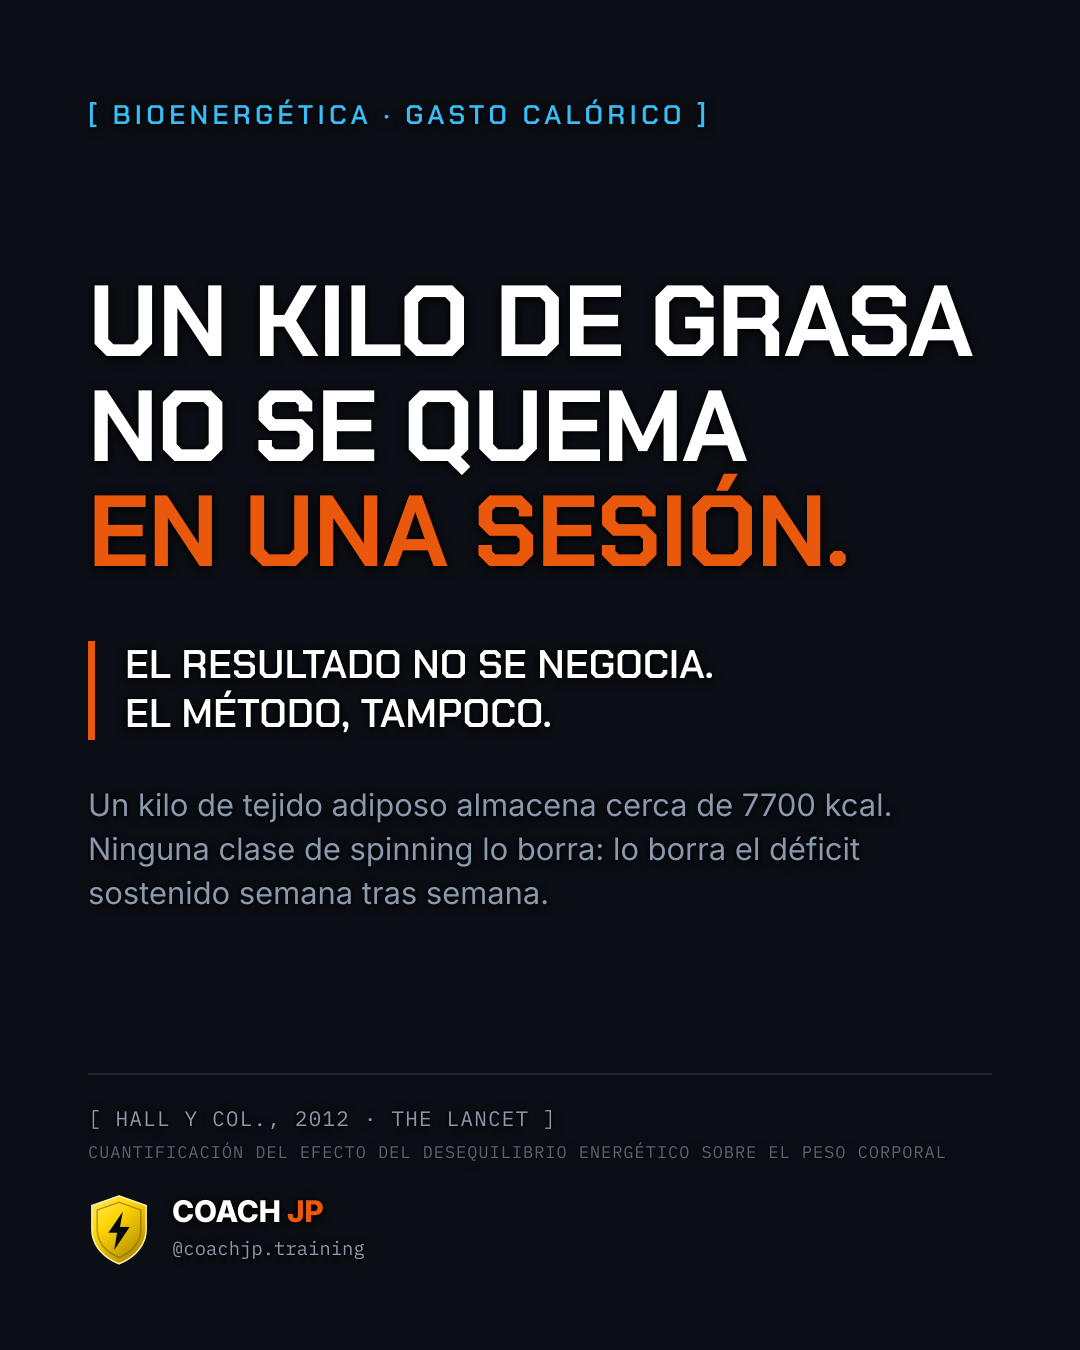 [ BIOENERGÉTICA · GASTO CALÓRICO ]
UN KILO DE GRASA
NO SE QUEMA
EN UNA SESIÓN.
EL RESULTADO NO SE NEGOCIA.
EL MÉTODO, TAMPOCO.
Un kilo de tejido adiposo almacena cerca de 7700 kcal.
Ninguna clase de spinning lo borra: lo borra el déficit
sostenido semana tras semana.
[ HALL Y COL., 2012 · THE LANCET ]
CUANTIFICACIÓN DEL EFECTO DEL DESEQUILIBRIO ENERGÉTICO SOBRE EL PESO CORPORAL
COACH JP
@coachjp.training